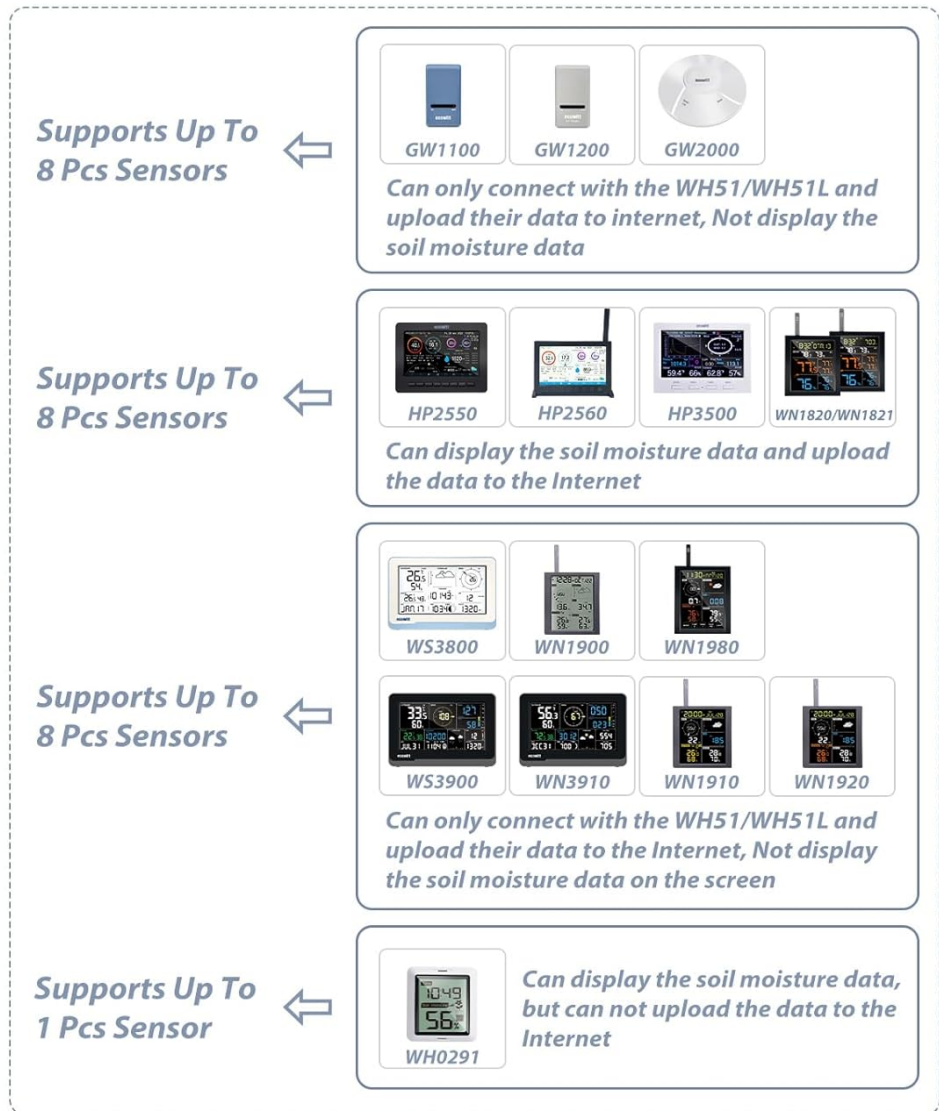 Supports Up To
8 Pcs Sensors
GW1100
GW1200
GW2000
Can only connect with the WH51/WH51L and
upload their data to internet, Not display the
soil moisture data
Supports Up To
8 Pcs Sensors
HP2550
HP2560
HP3500
WN1820/WN1821
Can display the soil moisture data and upload
the data to the Internet
Supports Up To
8 Pcs Sensors
WS3800
WN1900
WN1980
WS3900
WN3910
WN1910
WN1920
Can only connect with the WH51/WH51L and
upload their data to the Internet, Not display
the soil moisture data on the screen
Supports Up To
1 Pcs Sensor
10:49
56
WH0291
Can display the soil moisture data,
but can not upload the data to the
Internet